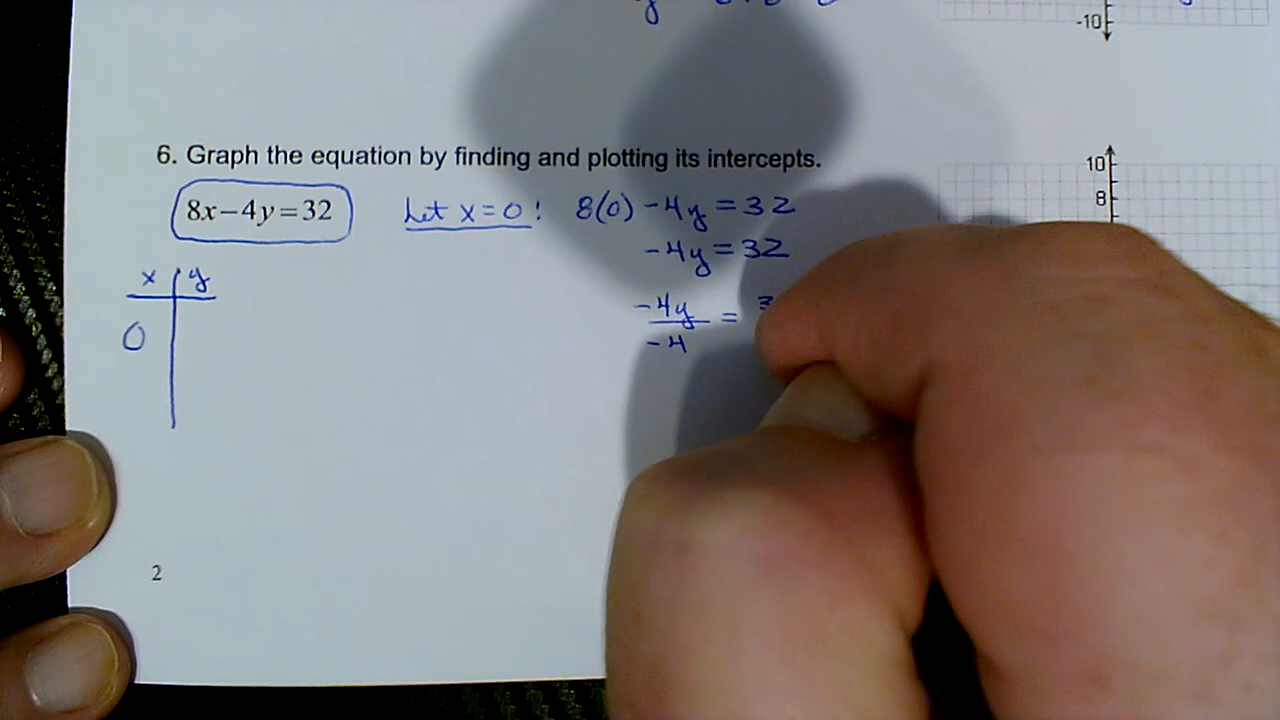 -10
6. Graph the equation by finding and plotting its intercepts.
8x-4y=32 Let x=0! 8(0)-4y=32
-4y=32
x y
0
-4y/-4 = 3
10
8
2